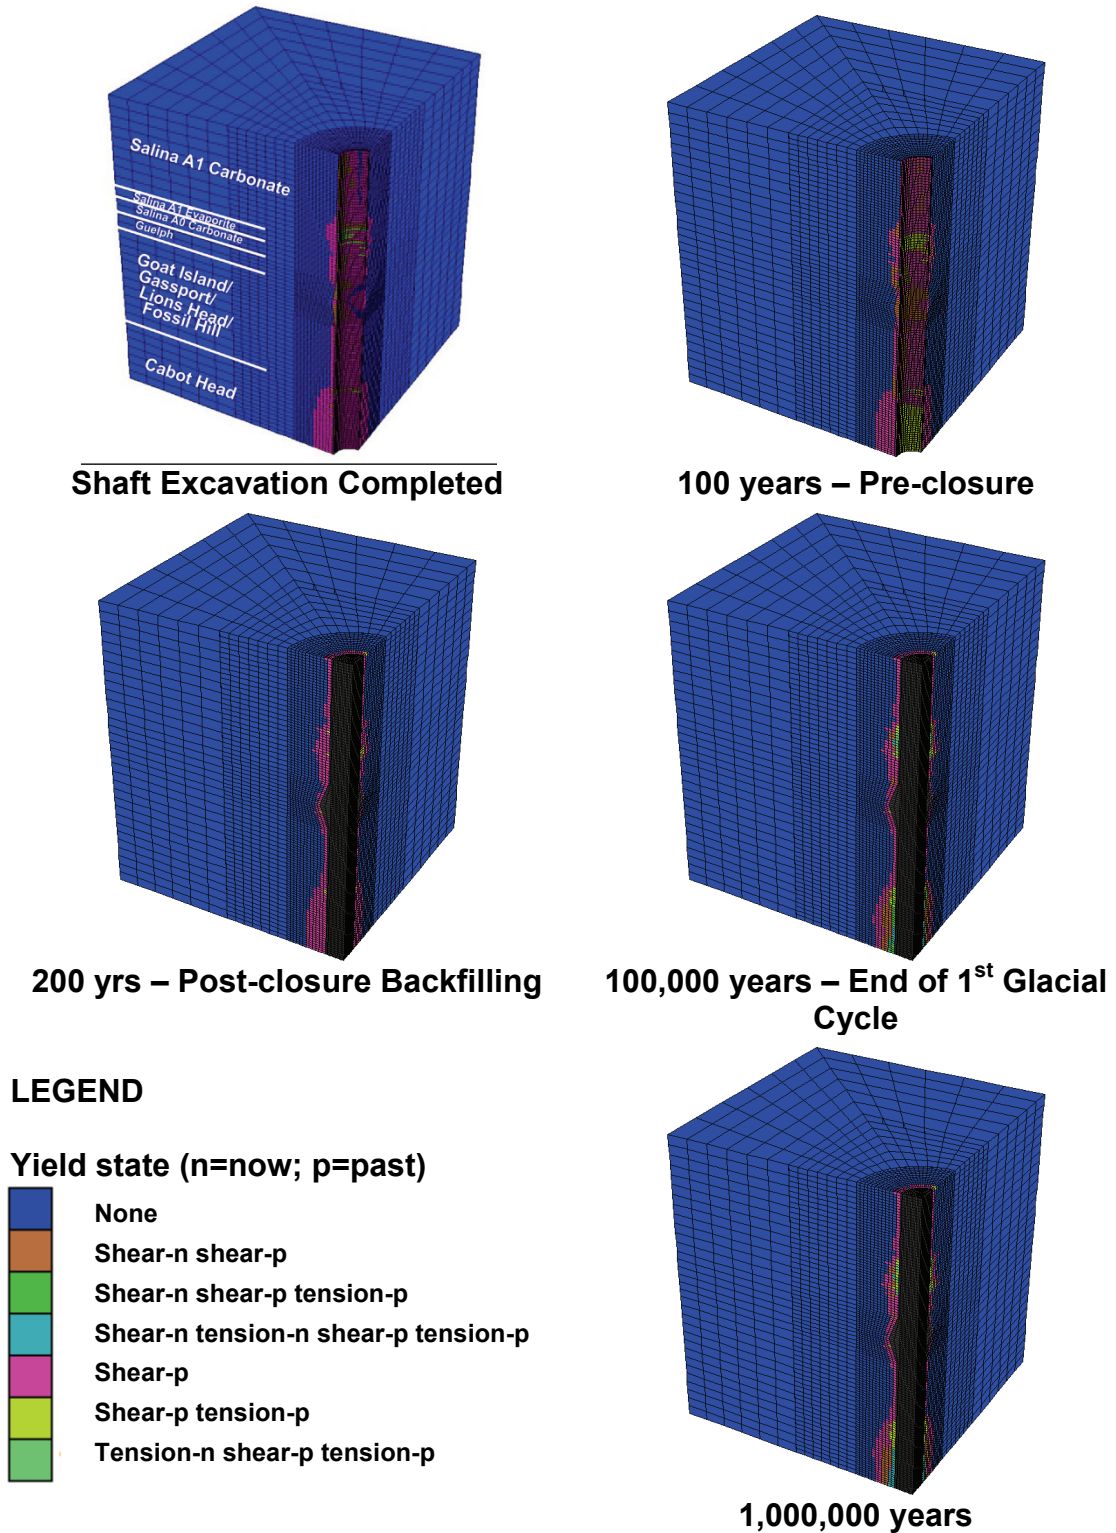 Salina A1 Carbonate
Salina A1 Evaporite
Salina A0 Carbonate
Guelph
Goat Island/
Gassport/
Lions Head/
Fossil Hill
Cabot Head
Shaft Excavation Completed
100 years – Pre-closure
200 yrs – Post-closure Backfilling
100,000 years – End of 1st Glacial
Cycle
LEGEND
Yield state (n=now; p=past)
None
Shear-n shear-p
Shear-n shear-p tension-p
Shear-n tension-n shear-p tension-p
Shear-p
Shear-p tension-p
Tension-n shear-p tension-p
1,000,000 years